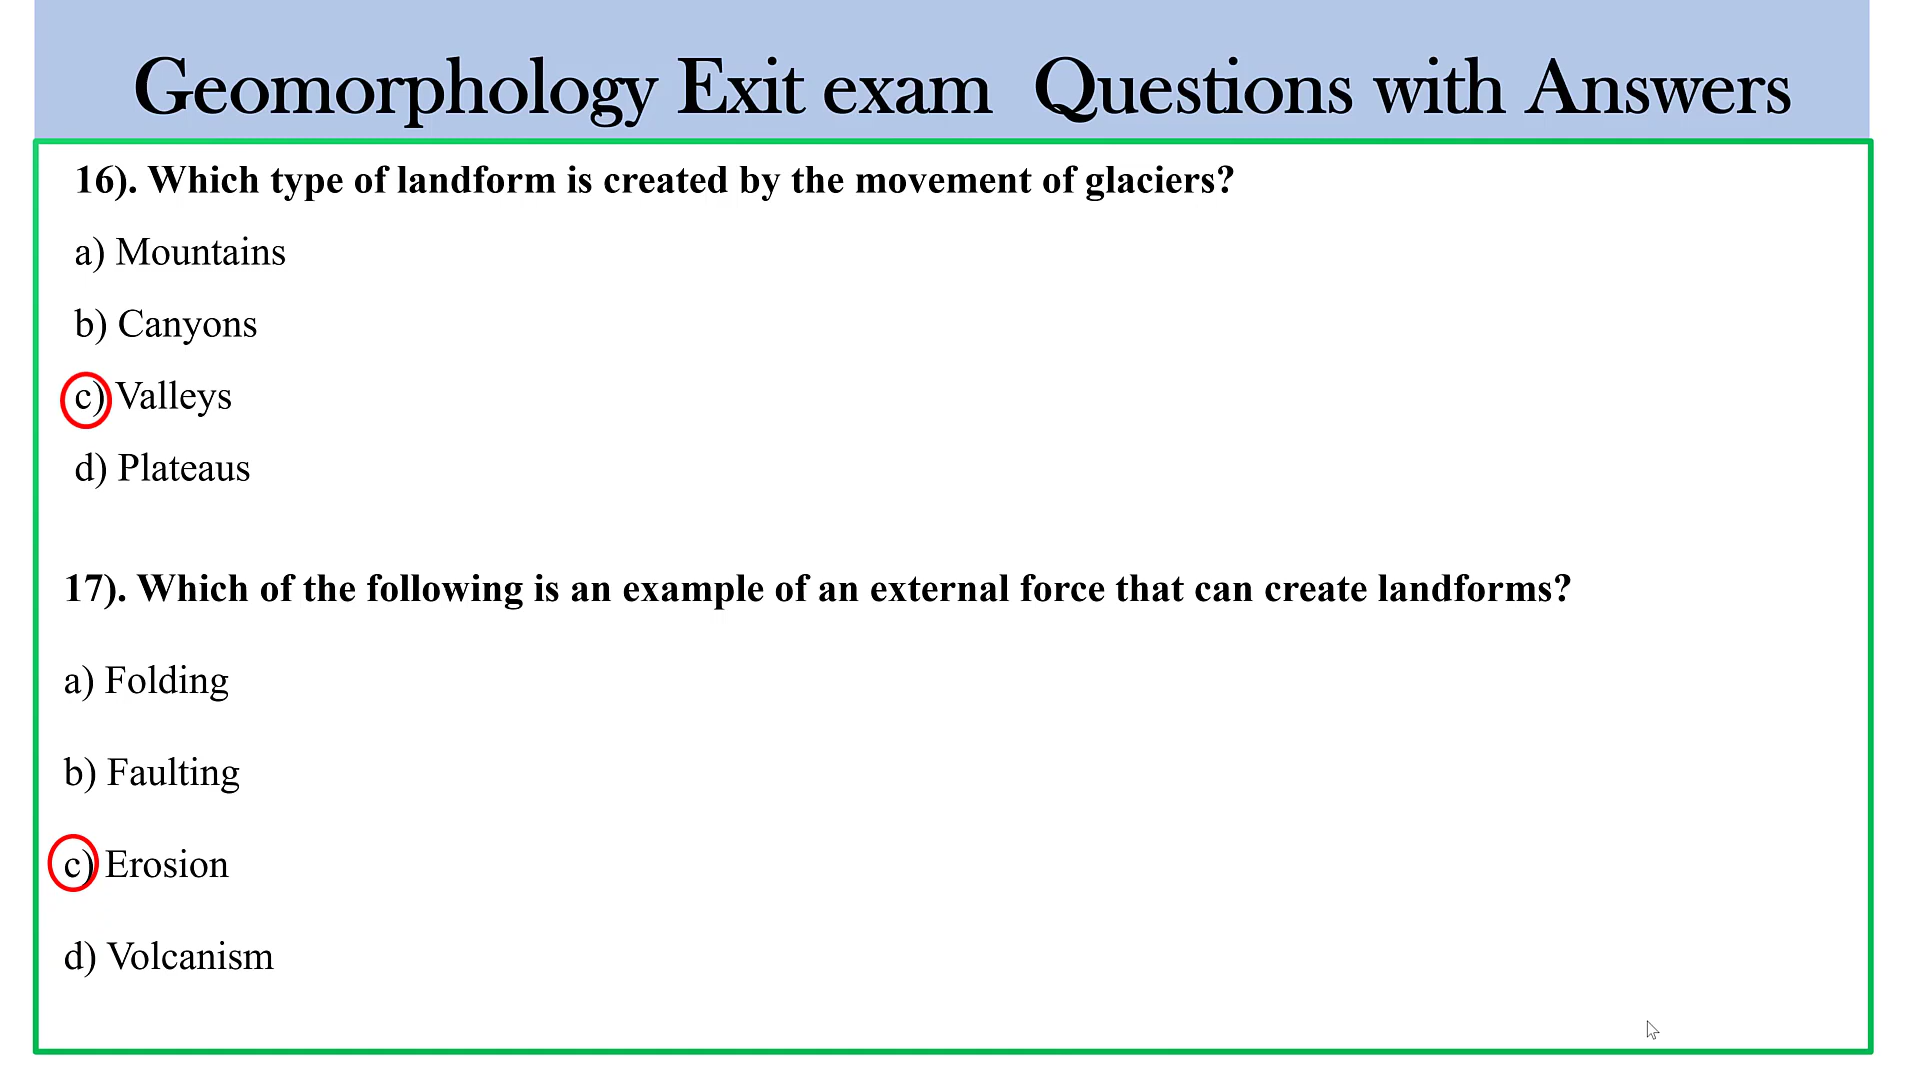 Geomorphology Exit exam Questions with Answers
16). Which type of landform is created by the movement of glaciers?
a) Mountains
b) Canyons
c) Valleys
d) Plateaus
17). Which of the following is an example of an external force that can create landforms?
a) Folding
b) Faulting
c) Erosion
d) Volcanism